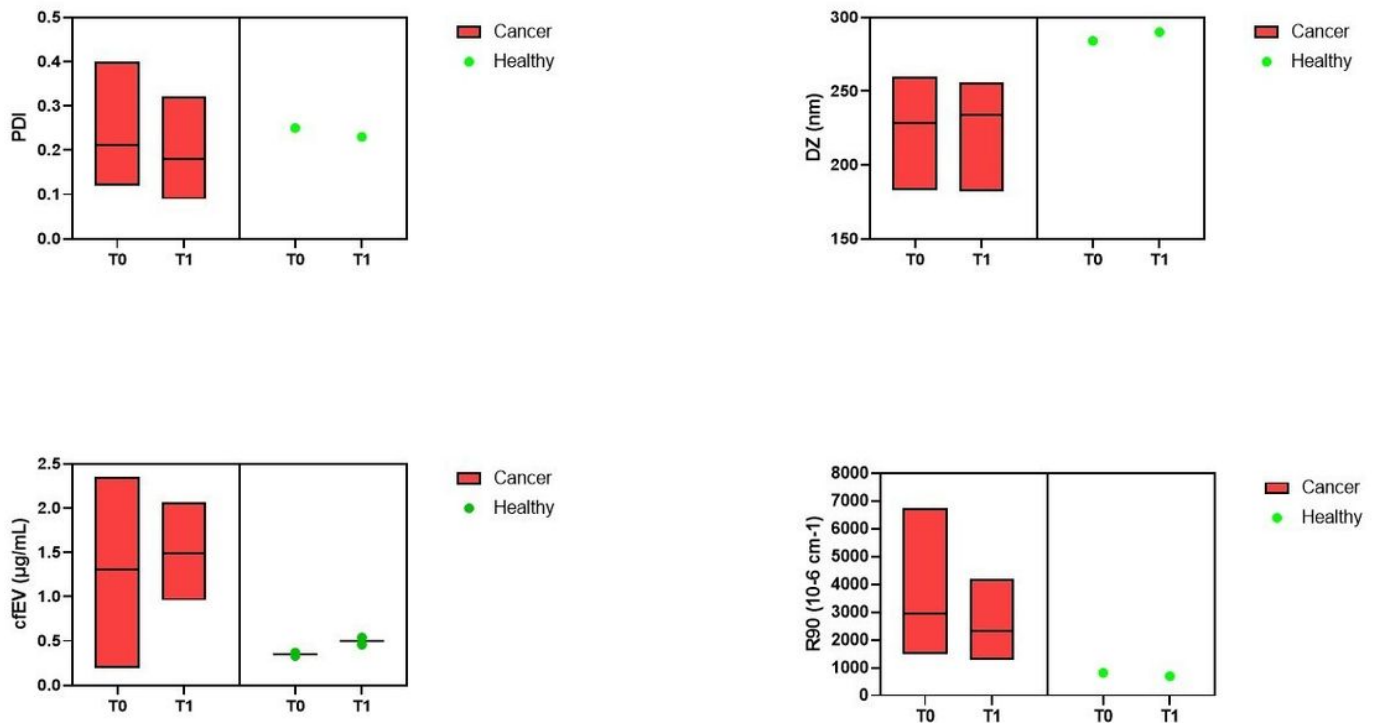 0.5
0.4
0.3
0.2
0.1
0.0
PDI
T0 T1 T0 T1
Cancer
Healthy
300
250
200
150
DZ (nm)
T0 T1 T0 T1
Cancer
Healthy
2.5
2.0
1.5
1.0
0.5
0.0
cfEV (µg/mL)
T0 T1 T0 T1
Cancer
Healthy
8000
7000
6000
5000
4000
3000
2000
1000
0
R90 (10-6 cm-1)
T0 T1 T0 T1
Cancer
Healthy